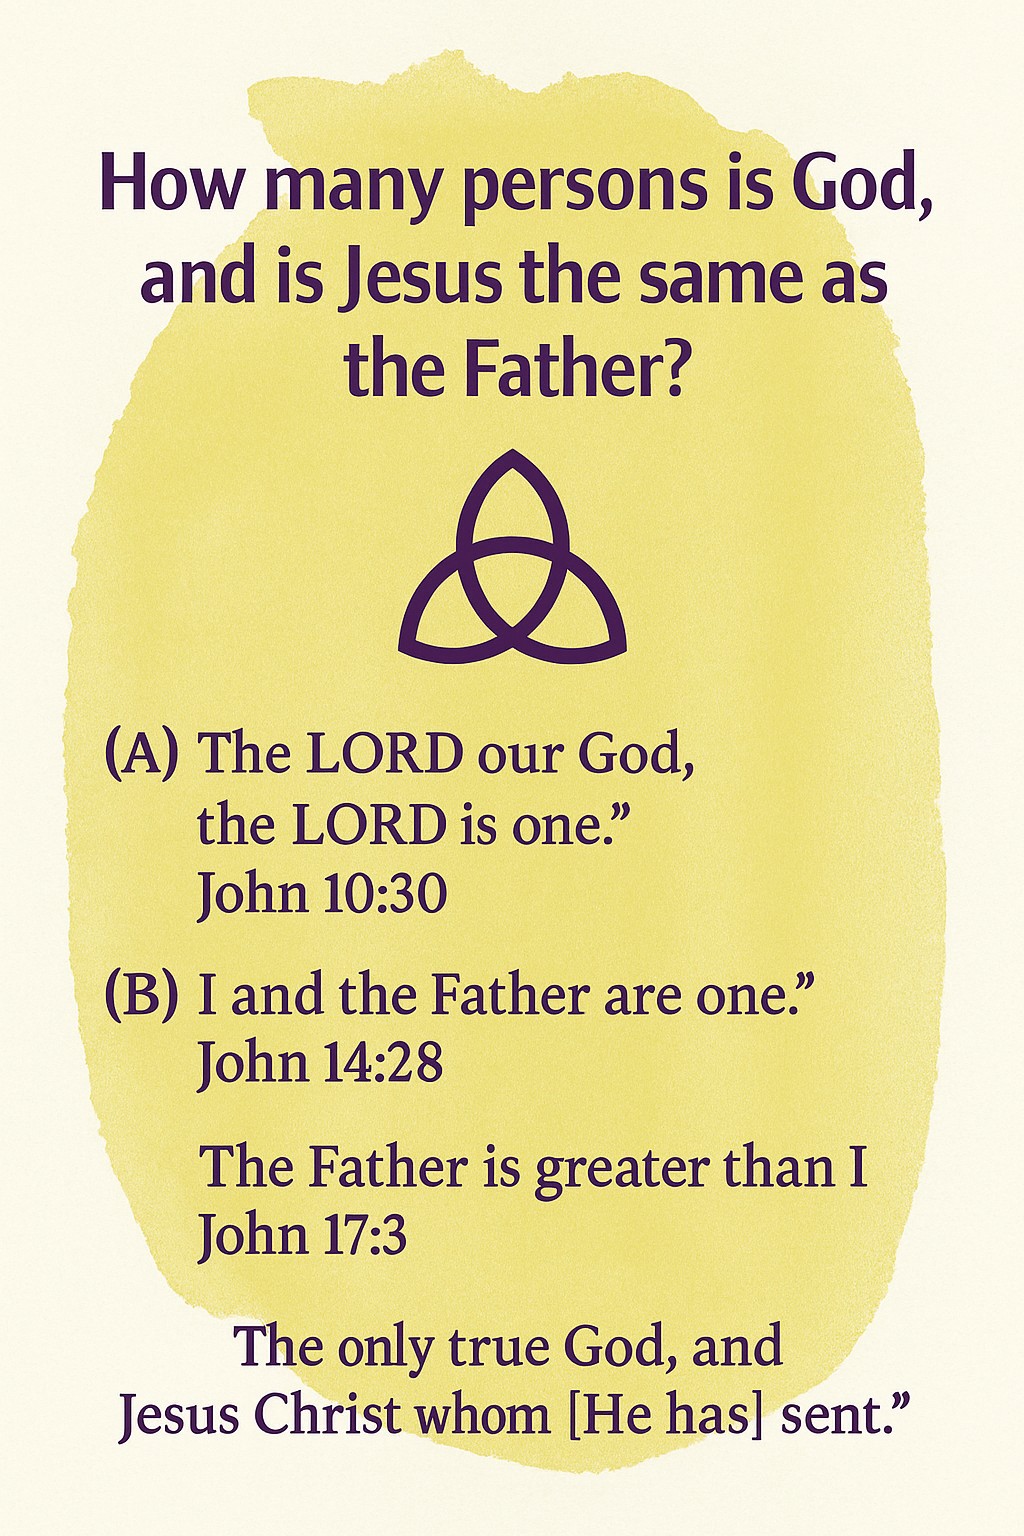 How many persons is God,
and is Jesus the same as
the Father?
(A) The LORD our God,
the LORD is one.”
John 10:30
(B) I and the Father are one.”
John 14:28
The Father is greater than I
John 17:3
The only true God, and
Jesus Christ whom [He has] sent.”